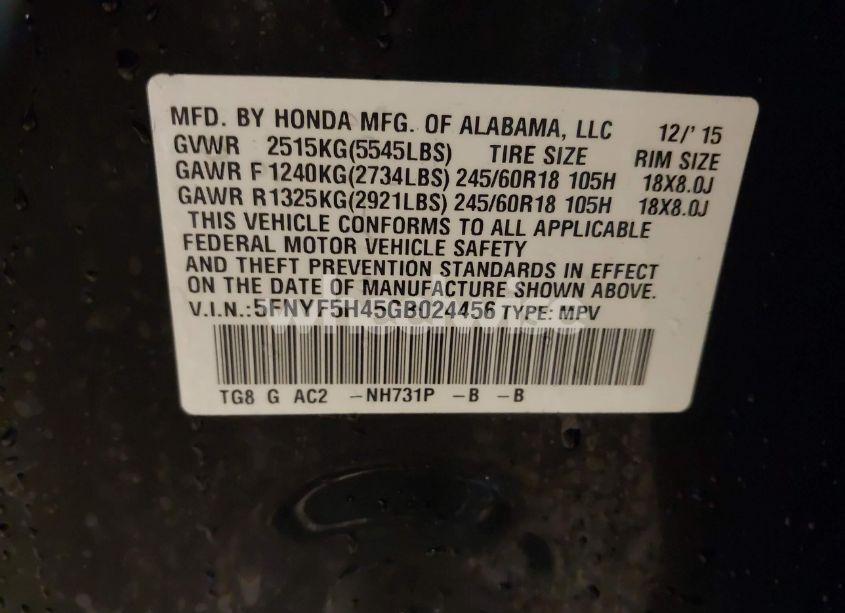 MFD. BY HONDA MFG. OF ALABAMA, LLC 12/' 15
GVWR 2515KG(5545LBS) TIRE SIZE RIM SIZE
GAWR F 1240KG(2734LBS) 245/60R18 105H 18X8.0J
GAWR R 1325KG(2921LBS) 245/60R18 105H 18X8.0J
THIS VEHICLE CONFORMS TO ALL APPLICABLE
FEDERAL MOTOR VEHICLE SAFETY
AND THEFT PREVENTION STANDARDS IN EFFECT
ON THE DATE OF MANUFACTURE SHOWN ABOVE.
V.I.N.:5FNYF5H45GB024456 TYPE: MPV
TG8 G AC2 -NH731P -B -B